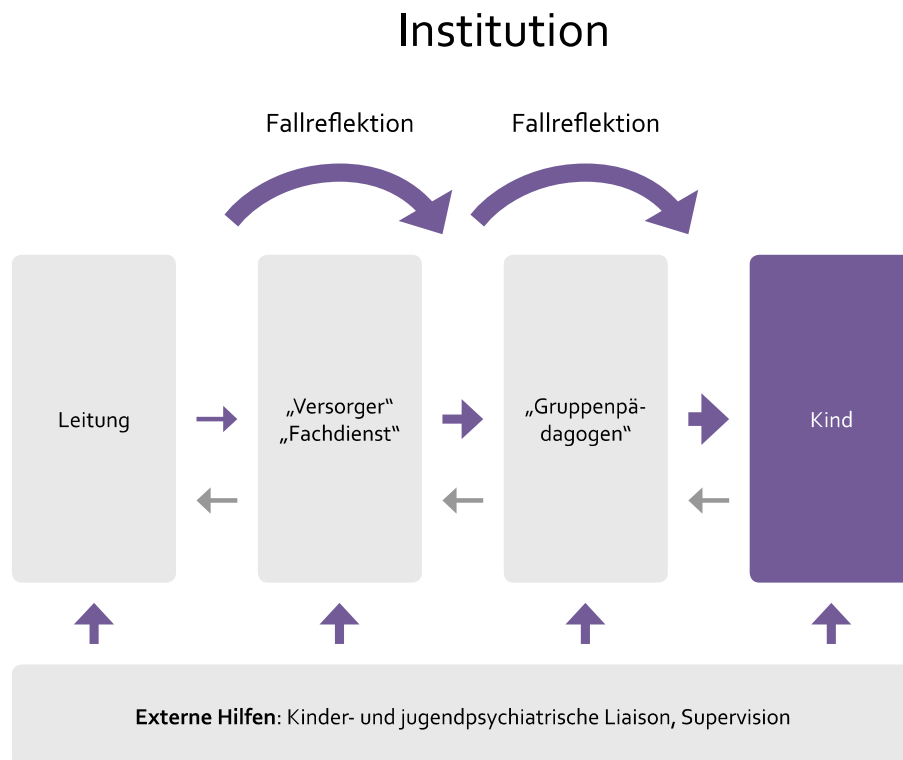 Institution
Fallreflektion
Fallreflektion
Leitung
„Versorger“
„Fachdienst“
„Gruppenpä-
dagogen“
Kind
Externe Hilfen: Kinder- und jugendpsychiatrische Liaison, Supervision